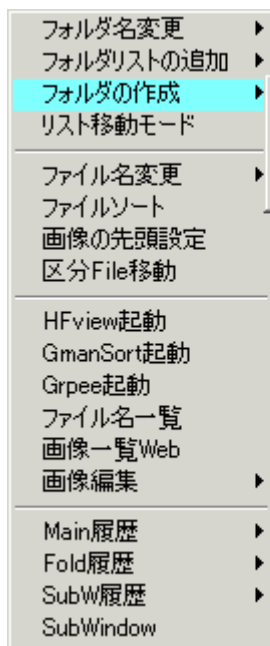 フォルダ名変更
フォルダリストの追加
フォルダの作成
リスト移動モード
ファイル名変更
ファイルソート
画像の先頭設定
区分File移動
HFview起動
GmanSort起動
Grpee起動
ファイル名一覧
画像一覧Web
画像編集
Main履歴
Fold履歴
SubW履歴
SubWindow